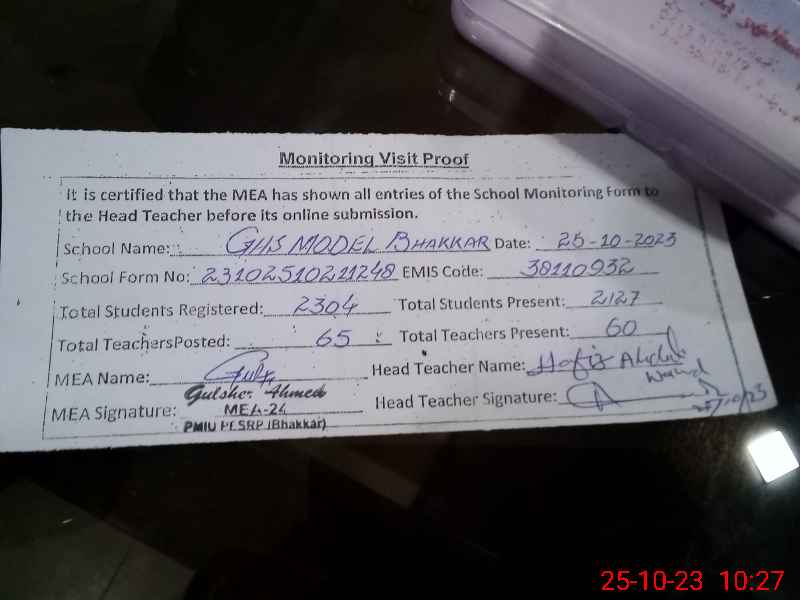 Monitoring Visit Proof
It is certified that the MEA has shown all entries of the School Monitoring Form to
the Head Teacher before its online submission.
School Name: GHS MODEL BHAKKAR Date: 25-10-2023
School Form No: 23102510211248 EMIS Code: 38110932
Total Students Registered: 2304 Total Students Present: 2127
Total TeachersPosted: 65 Total Teachers Present: 60
MEA Name: Head Teacher Name: Hafiz
MEA Signature: Gulsher Ahmed Head Teacher Signature:
MEA-24
25/10/23
PMIU PESRP (Bhakkar)
25-10-23 10:27